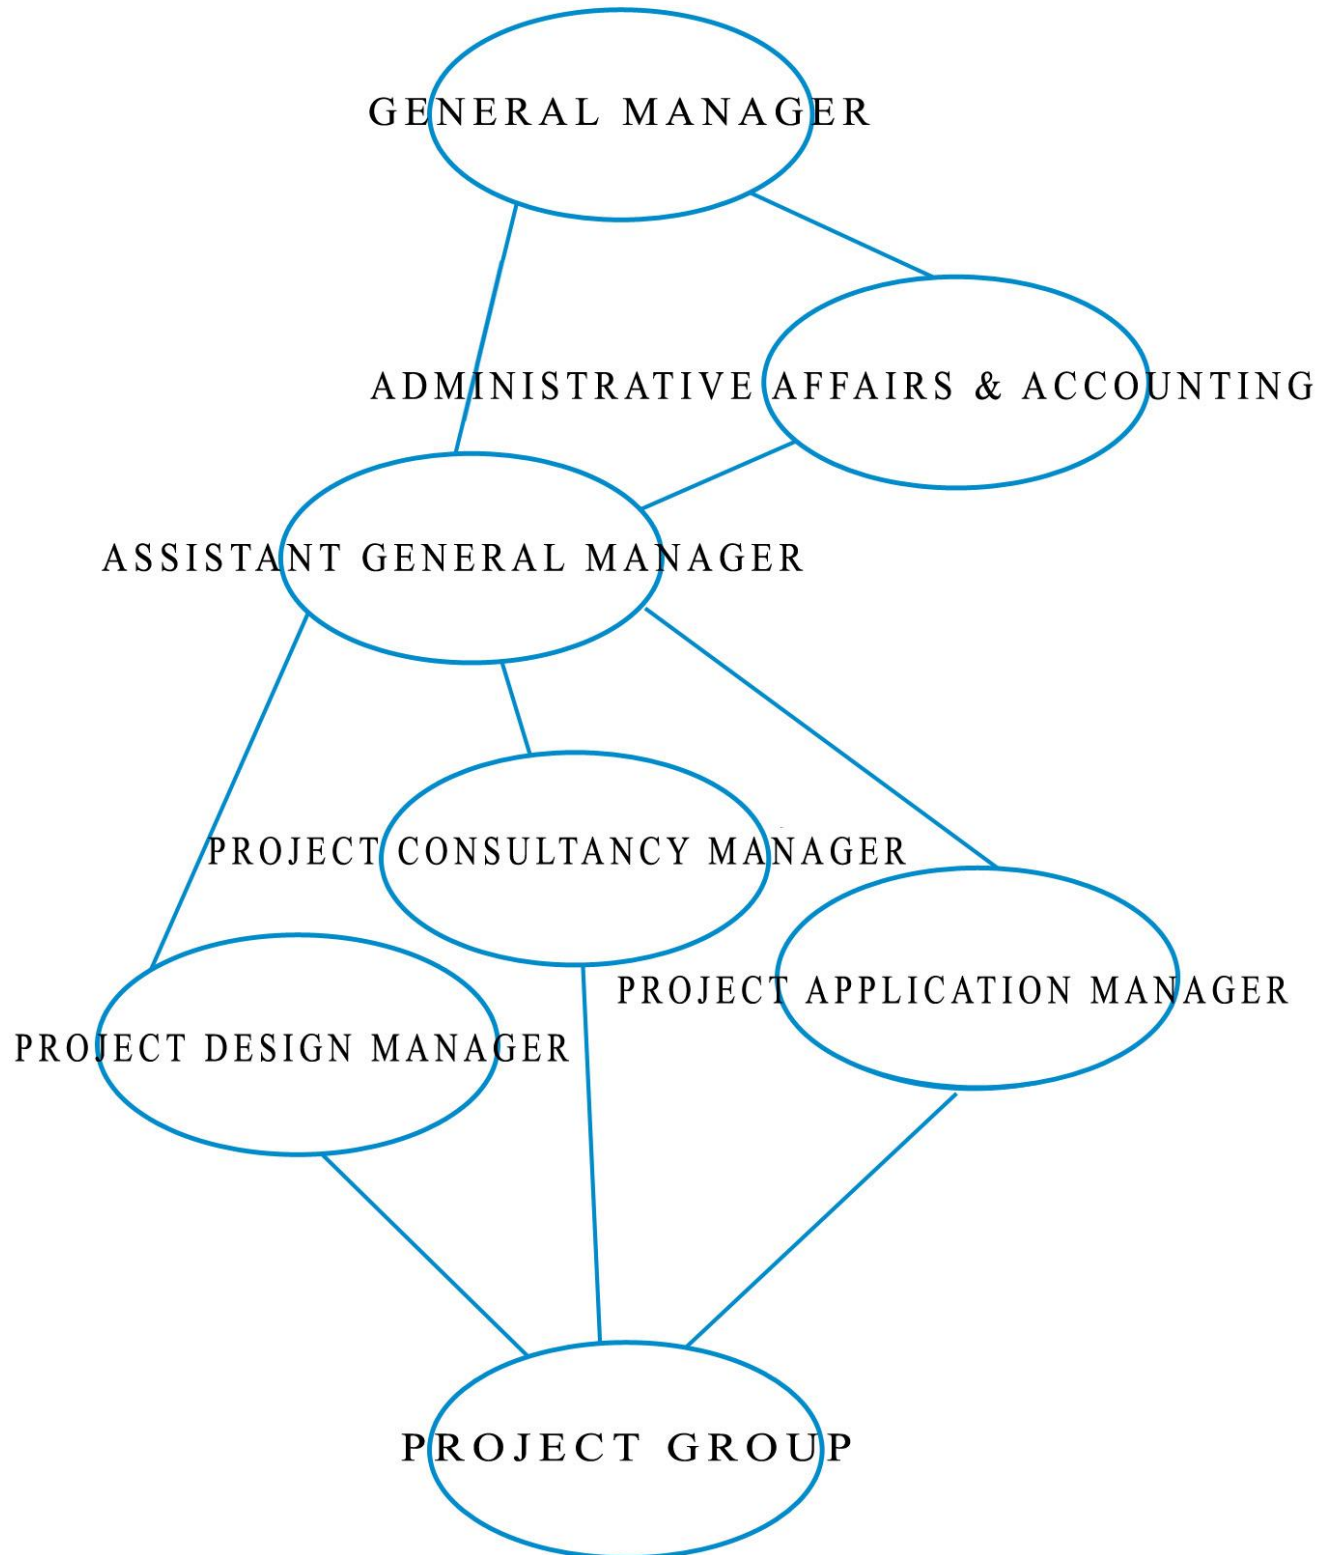 GENERAL MANAGER
ADMINISTRATIVE AFFAIRS & ACCOUNTING
ASSISTANT GENERAL MANAGER
PROJECT CONSULTANCY MANAGER
PROJECT APPLICATION MANAGER
PROJECT DESIGN MANAGER
PROJECT GROUP